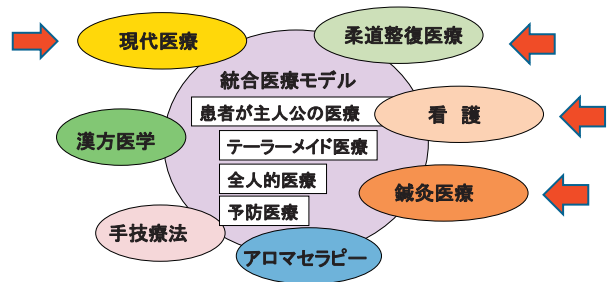 現代医療
柔道整復医療
統合医療モデル
患者が主人公の医療
看 護
テーラーメイド医療
漢方医学
全人的医療
鍼灸医療
予防医療
手技療法
アロマセラピー